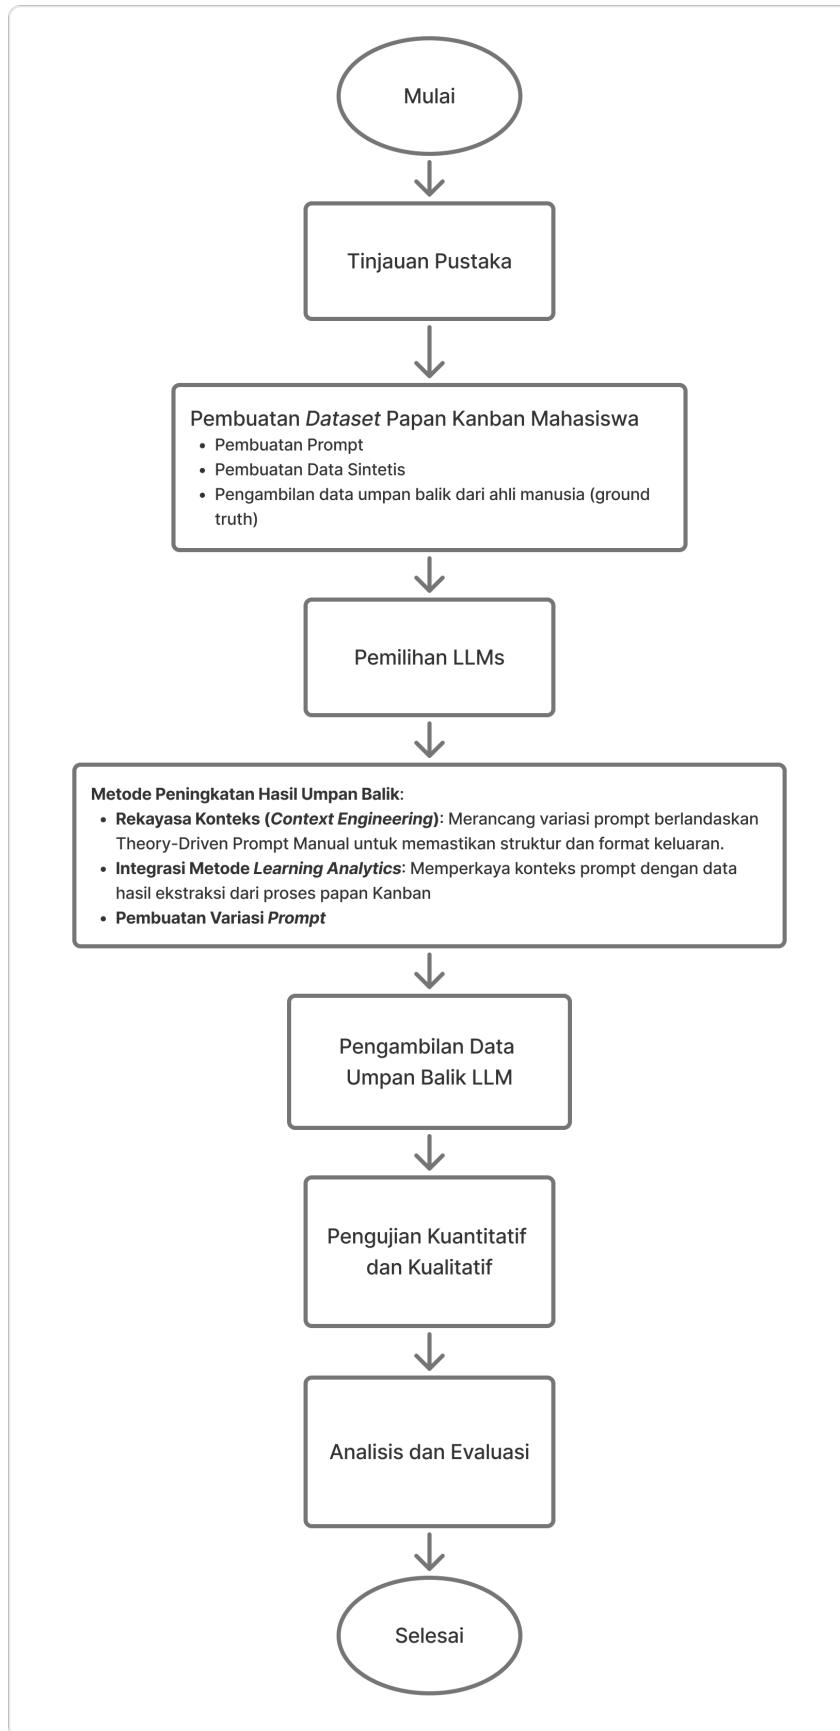 Mulai
Tinjauan Pustaka
Pembuatan Dataset Papan Kanban Mahasiswa
• Pembuatan Prompt
• Pembuatan Data Sintetis
• Pengambilan data umpan balik dari ahli manusia (ground
truth)
Pemilihan LLMs
Metode Peningkatan Hasil Umpan Balik:
• Rekayasa Konteks (Context Engineering): Merancang variasi prompt berlandaskan
Theory-Driven Prompt Manual untuk memastikan struktur dan format keluaran.
• Integrasi Metode Learning Analytics: Memperkaya konteks prompt dengan data
hasil ekstraksi dari proses papan Kanban
• Pembuatan Variasi Prompt
Pengambilan Data
Umpan Balik LLM
Pengujian Kuantitatif
dan Kualitatif
Analisis dan Evaluasi
Selesai